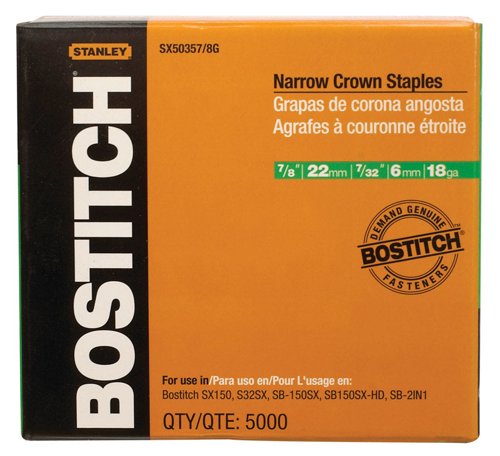 STANLEY
BOSTITCH
SX50357/8G
Narrow Crown Staples
Grapas de corona angosta
Agrafes à couronne étroite
7/8" | 22mm | 7/32" | 6mm | 18ga
DEMAND GENUINE
BOSTITCH™
FASTENERS
For use in/Para uso en/Pour L'usage en:
Bostitch SX150, S32SX, SB-150SX, SB150SX-HD, SB-2IN1
QTY/QTE: 5000